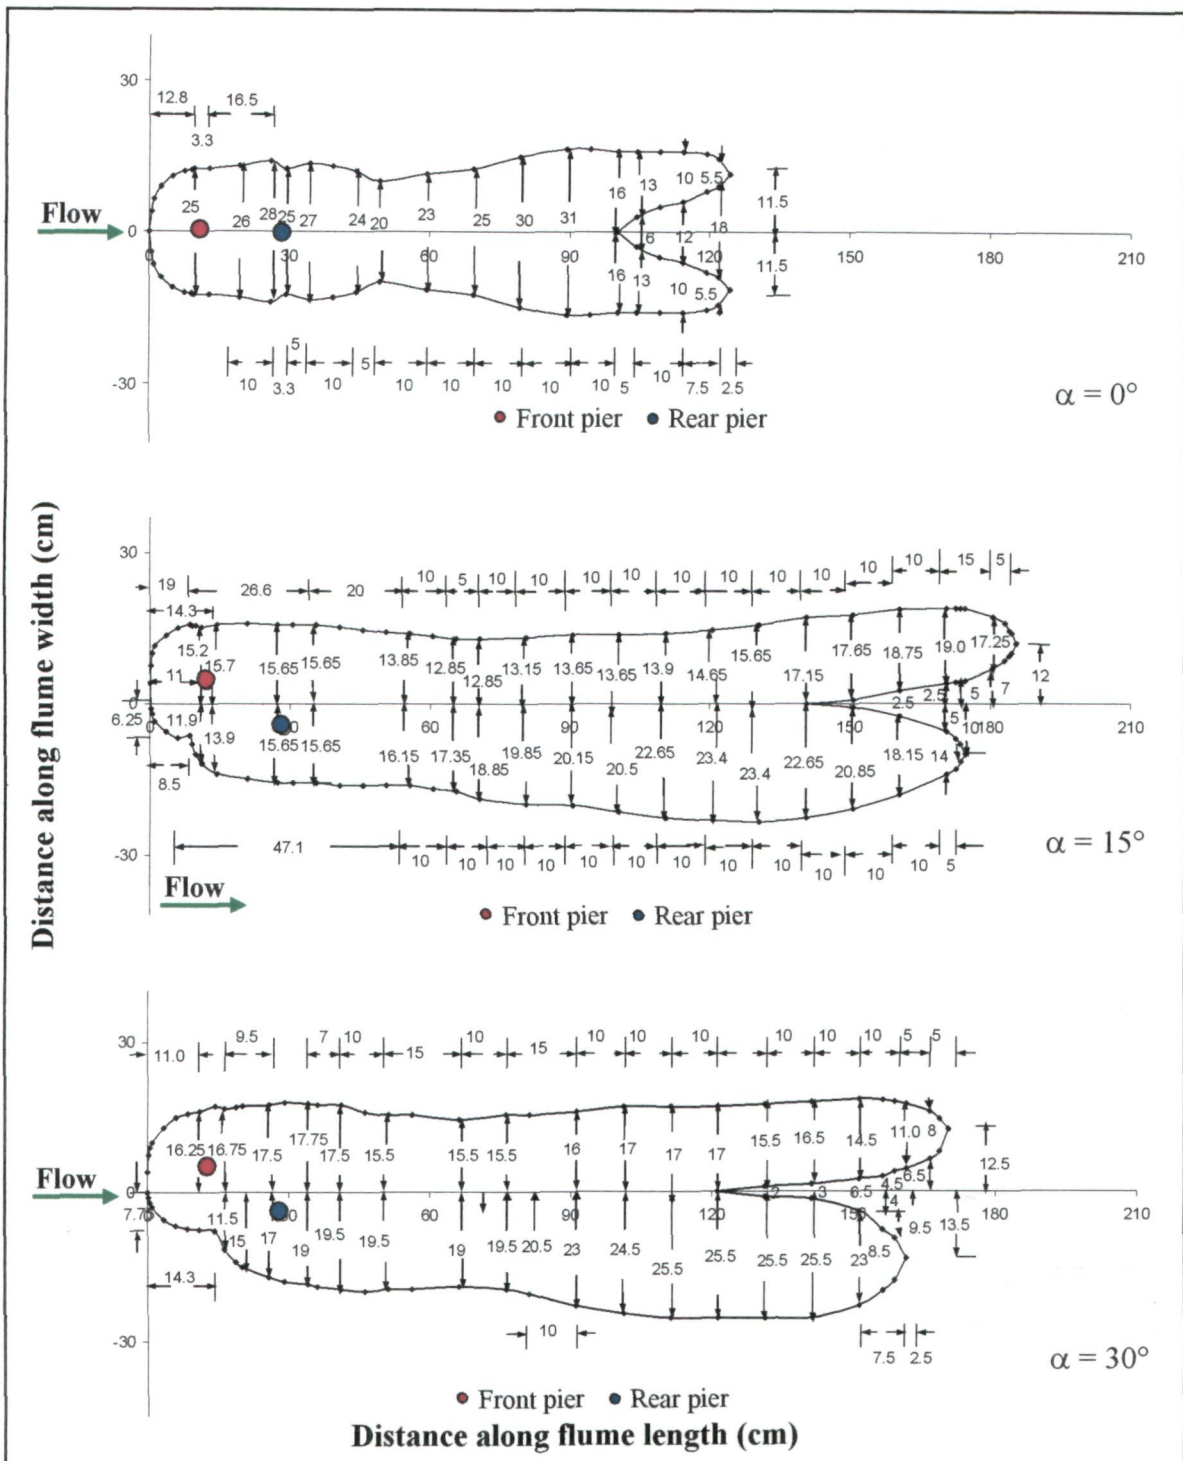 30
12.8 16.5
3.3
25 26 28 25 27 24 20 23 25 30 31 16 13 10 5.5
Flow
0
11.5
6 12 18
0 30 60 90 120 150 180 210
11.5
16 13 10 5.5
5 5
10 3.3 10 10 10 10 10 10 5 10 7.5 2.5
-30
α = 0°
Front pier Rear pier
Distance along flume width (cm)
30
19 26.6 20 10 5 10 10 10 10 10 10 10 10 10 10 15 5
14.3
15.2 15.7 15.65 15.65 13.85 12.85 12.85 13.15 13.65 13.65 13.9 14.65 15.65 17.15 17.65 18.75 19.0 17.25
11
12
2.5 2.5 5 7
0
6.25
0 30 60 90 120 150 180 210
11.9 13.9 15.65 15.65 16.15 17.35 18.85 19.85 20.15 20.5 22.65 23.4 23.4 22.65 20.85 18.15 14 5 10
8.5
47.1 10 10 10 10 10 10 10 10 10 10 10 10 5
-30
α = 15°
Flow
Front pier Rear pier
30
11.0 9.5 7 10 15 10 15 10 10 10 10 10 10 5 5
16.25 16.75 17.5 17.75 17.5 15.5 15.5 15.5 16 17 17 17 15.5 16.5 14.5 11.0 8
12.5
Flow
0
2 3 6.5 4.5 6.5
4
7.7
0 30 60 90 120 150 180 210
11.5 15 17 19 19.5 19.5 19 19.5 20.5 23 24.5 25.5 25.5 25.5 25.5 23 8.5 9.5 13.5
14.3
10
7.5 2.5
-30
α = 30°
Front pier Rear pier
Distance along flume length (cm)